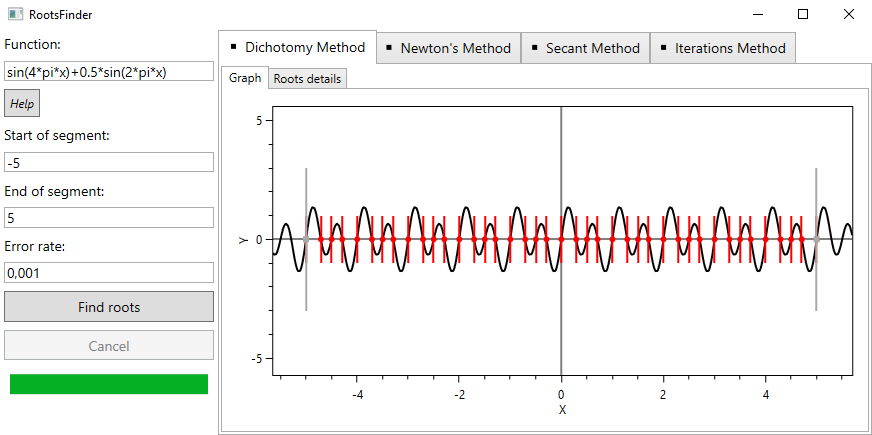 RootsFinder
Function:
sin(4*pi*x)+0.5*sin(2*pi*x)
Help
Start of segment:
-5
End of segment:
5
Error rate:
0,001
Find roots
Cancel
Dichotomy Method
Newton's Method
Secant Method
Iterations Method
Graph
Roots details
5
0
-5
Y
-4
-2
0
2
4
X